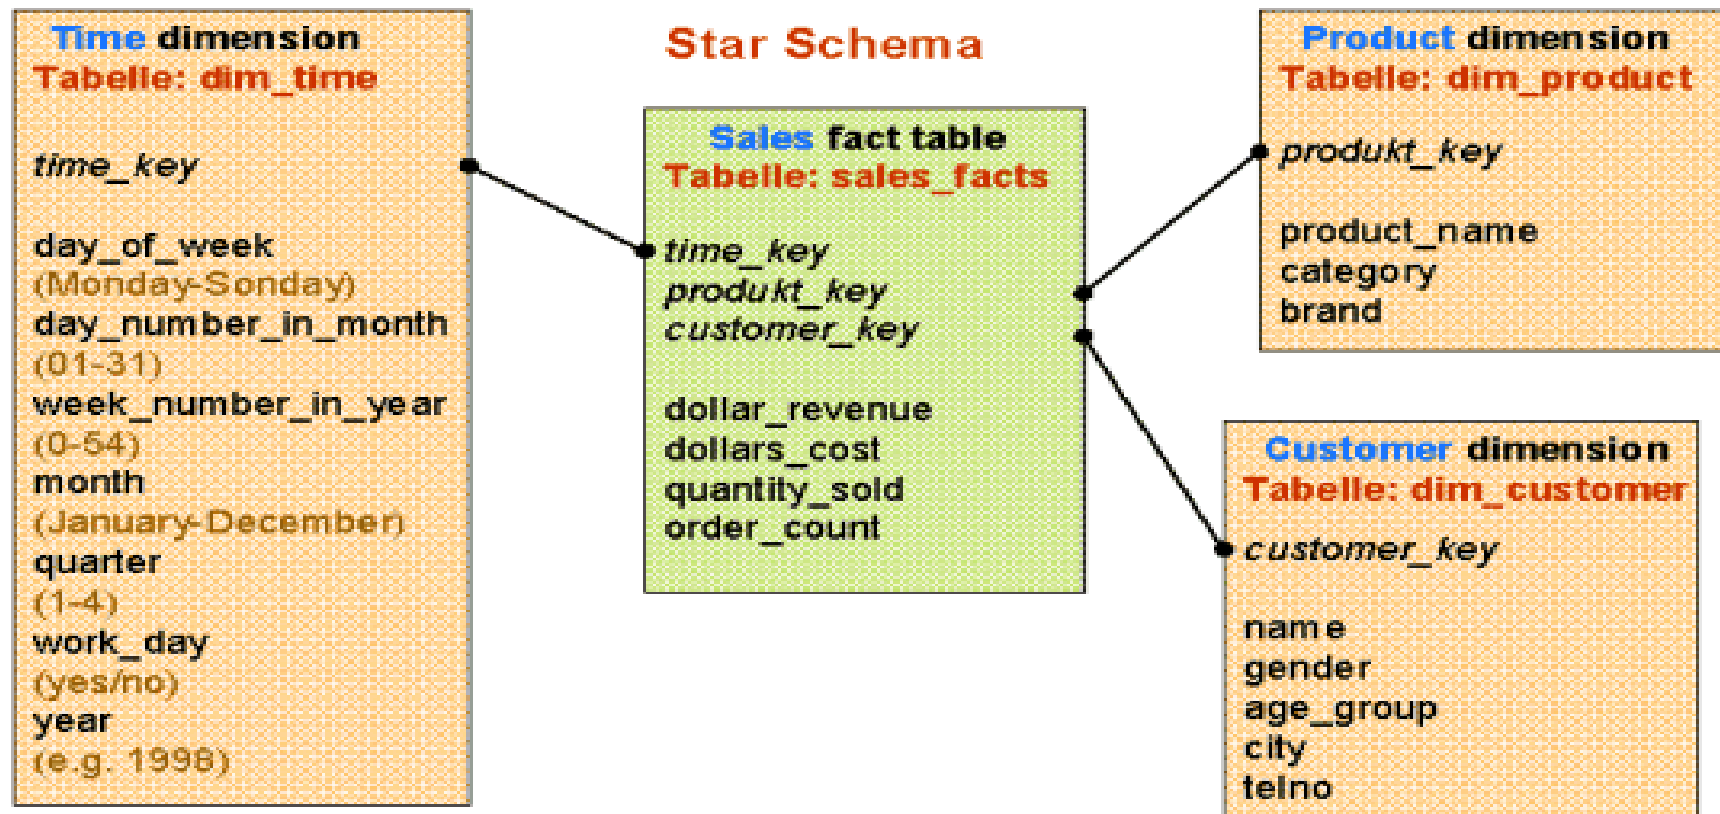 Time dimension
Tabelle: dim_time
time_key
day_of_week
(Monday-Sonday)
day_number_in_month
(01-31)
week_number_in_year
(0-54)
month
(January-December)
quarter
(1-4)
work_day
(yes/no)
year
(e.g. 1998)
Star Schema
Sales fact table
Tabelle: sales_facts
time_key
produkt_key
customer_key
dollar_revenue
dollars_cost
quantity_sold
order_count
Product dimension
Tabelle: dim_product
produkt_key
product_name
category
brand
Customer dimension
Tabelle: dim_customer
customer_key
name
gender
age_group
city
telno